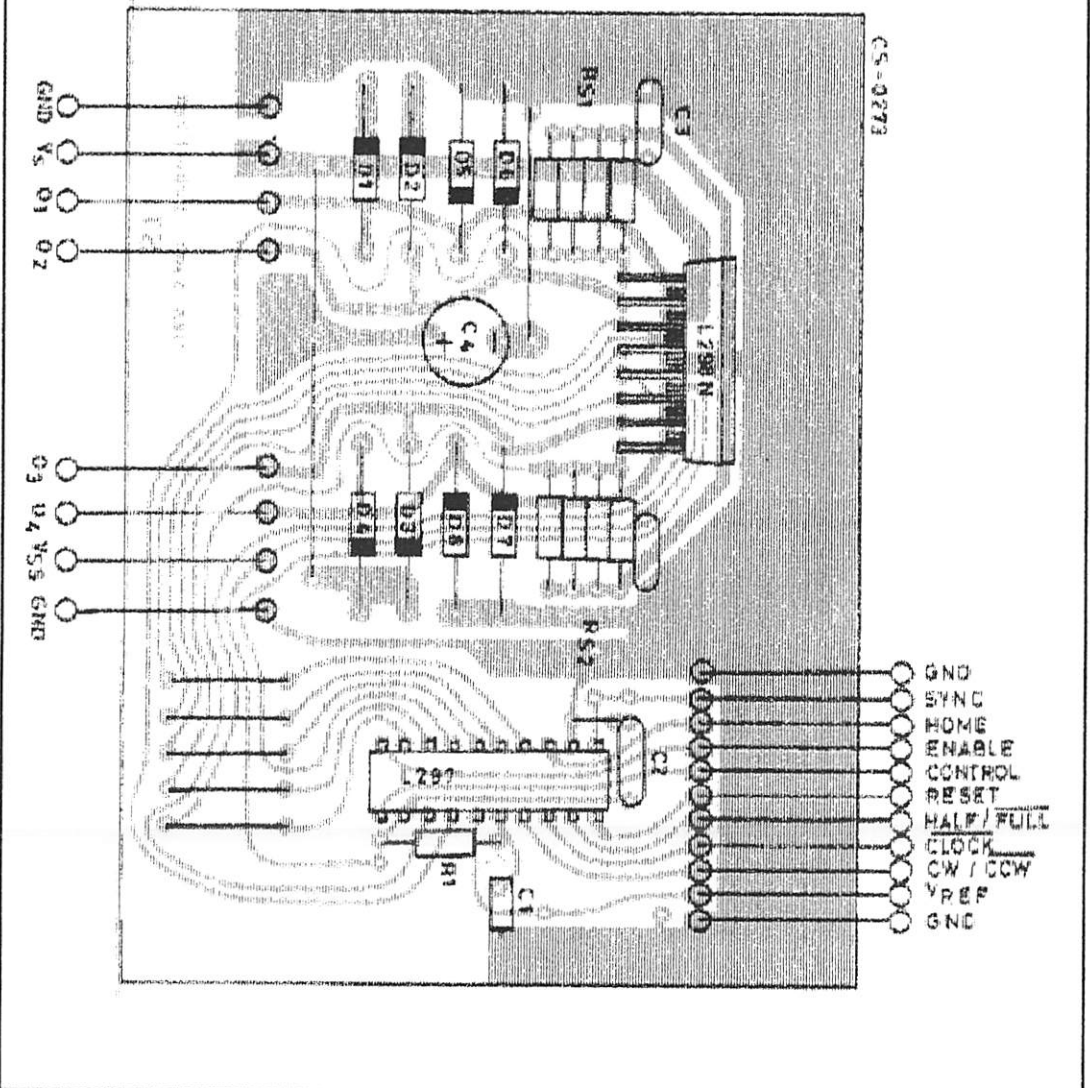 CS-0273
GND
VS
O1
O2
D1
D2
D5
D6
RS1
C3
L298N
C4
+
O3
O4
VSS
GND
D4
D3
D8
D7
RS2
L297
C2
R1
C1
GND
SYNC
HOME
ENABLE
CONTROL
RESET
HALF / FULL
CLOCK
CW / CCW
VREF
GND